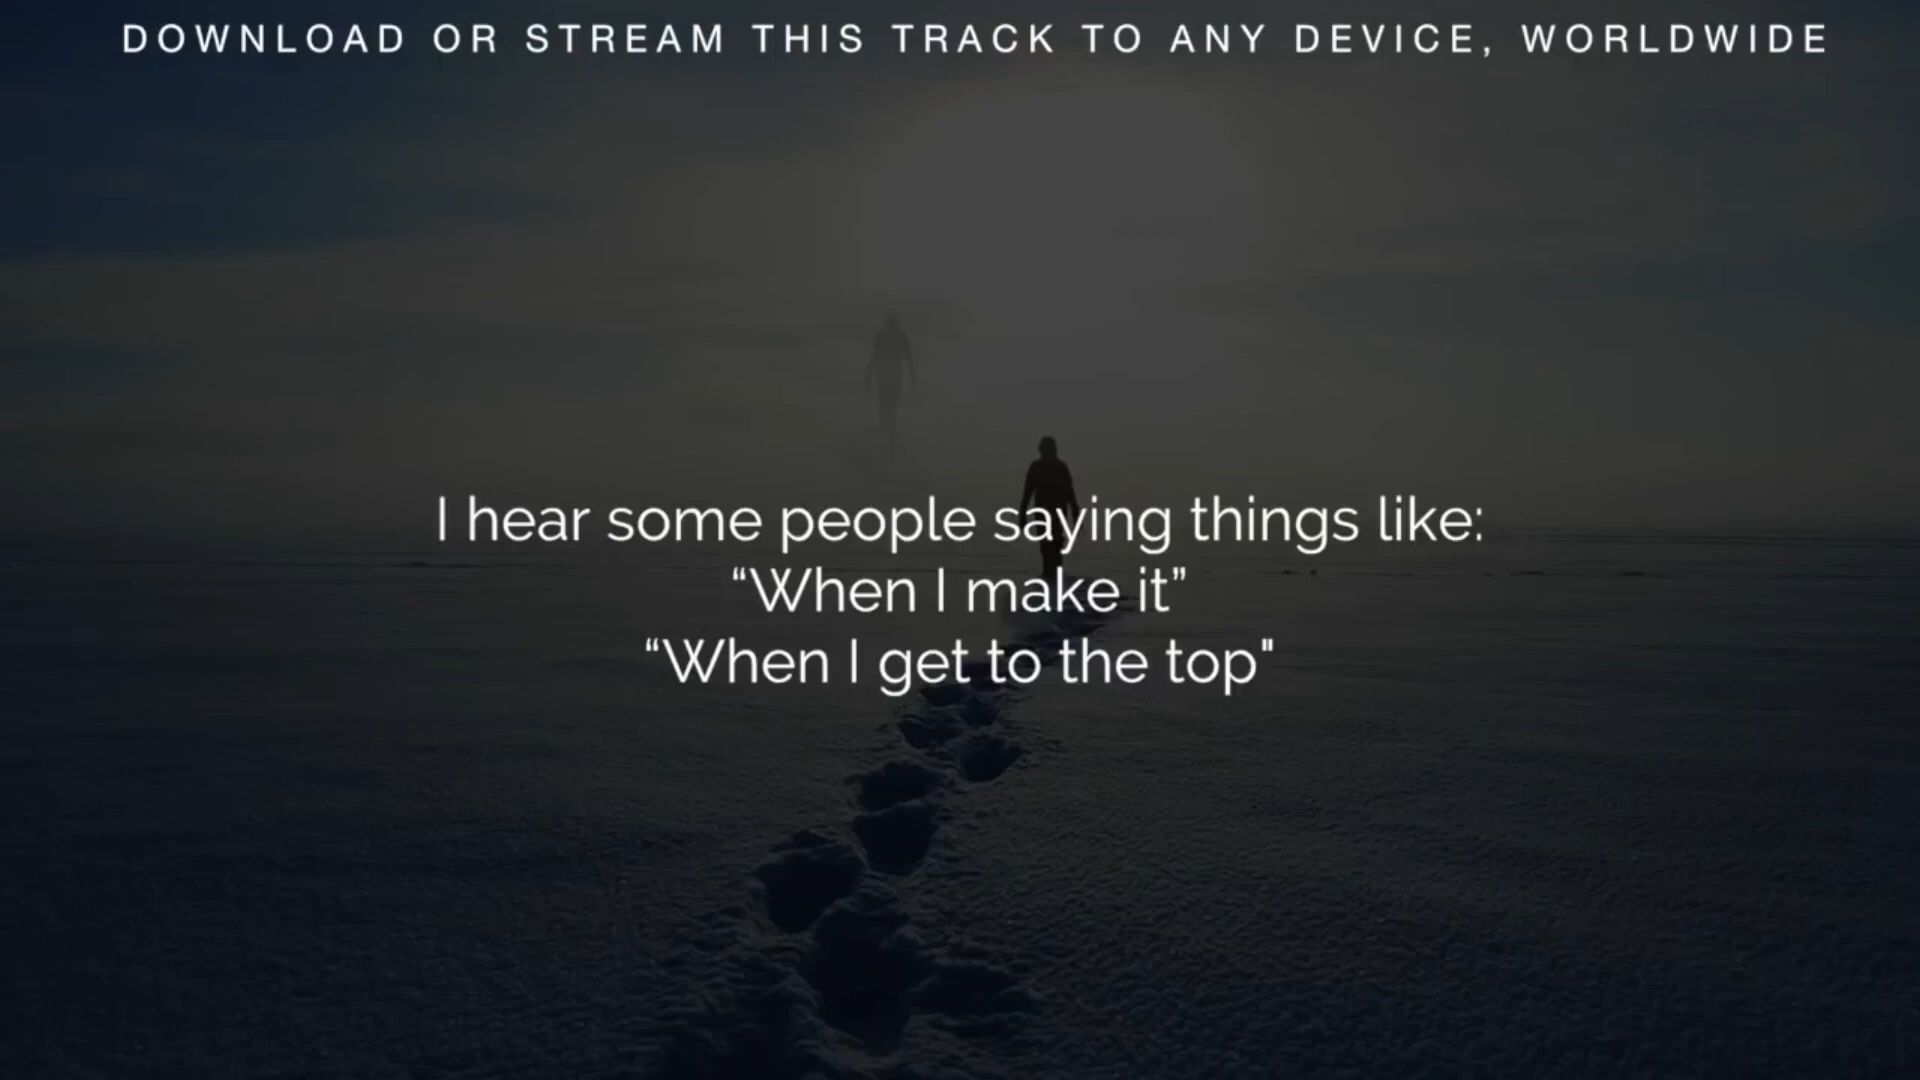 DOWNLOAD OR STREAM THIS TRACK TO ANY DEVICE, WORLDWIDE
I hear some people saying things like:
“When I make it”
“When I get to the top"